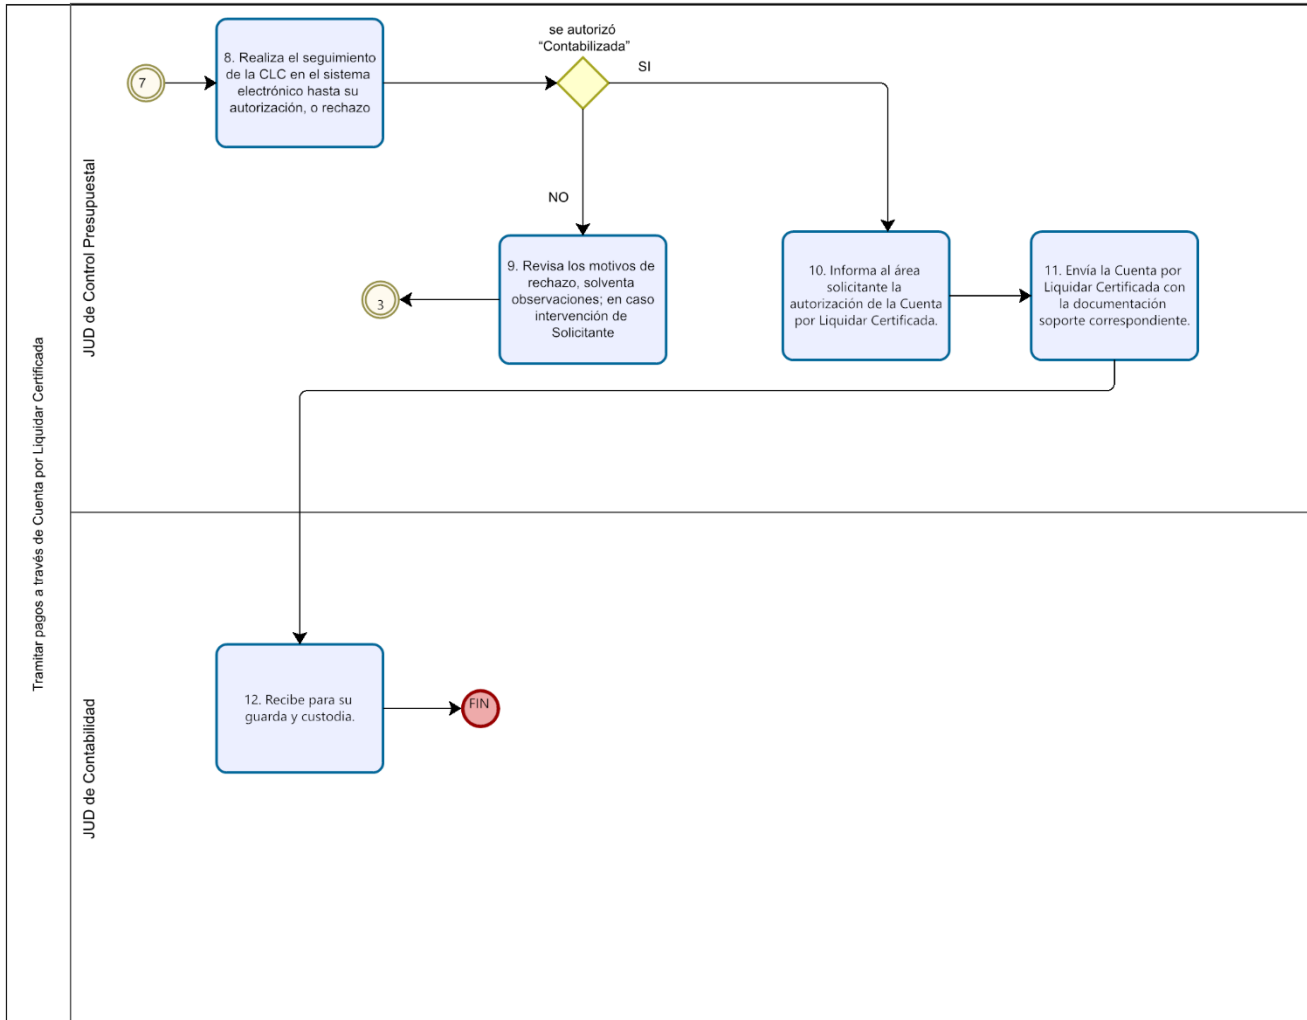 Tramitar pagos a través de Cuenta por Liquidar Certificada
JUD de Control Presupuestal
7
8. Realiza el seguimiento
de la CLC en el sistema
electrónico hasta su
autorización, o rechazo
se autorizó
“Contabilizada”
SI
NO
9. Revisa los motivos de
rechazo, solventa
observaciones; en caso
intervención de
Solicitante
3
10. Informa al área
solicitante la
autorización de la Cuenta
por Liquidar Certificada.
11. Envía la Cuenta por
Liquidar Certificada con
la documentación
soporte correspondiente.
JUD de Contabilidad
12. Recibe para su
guarda y custodia.
FIN